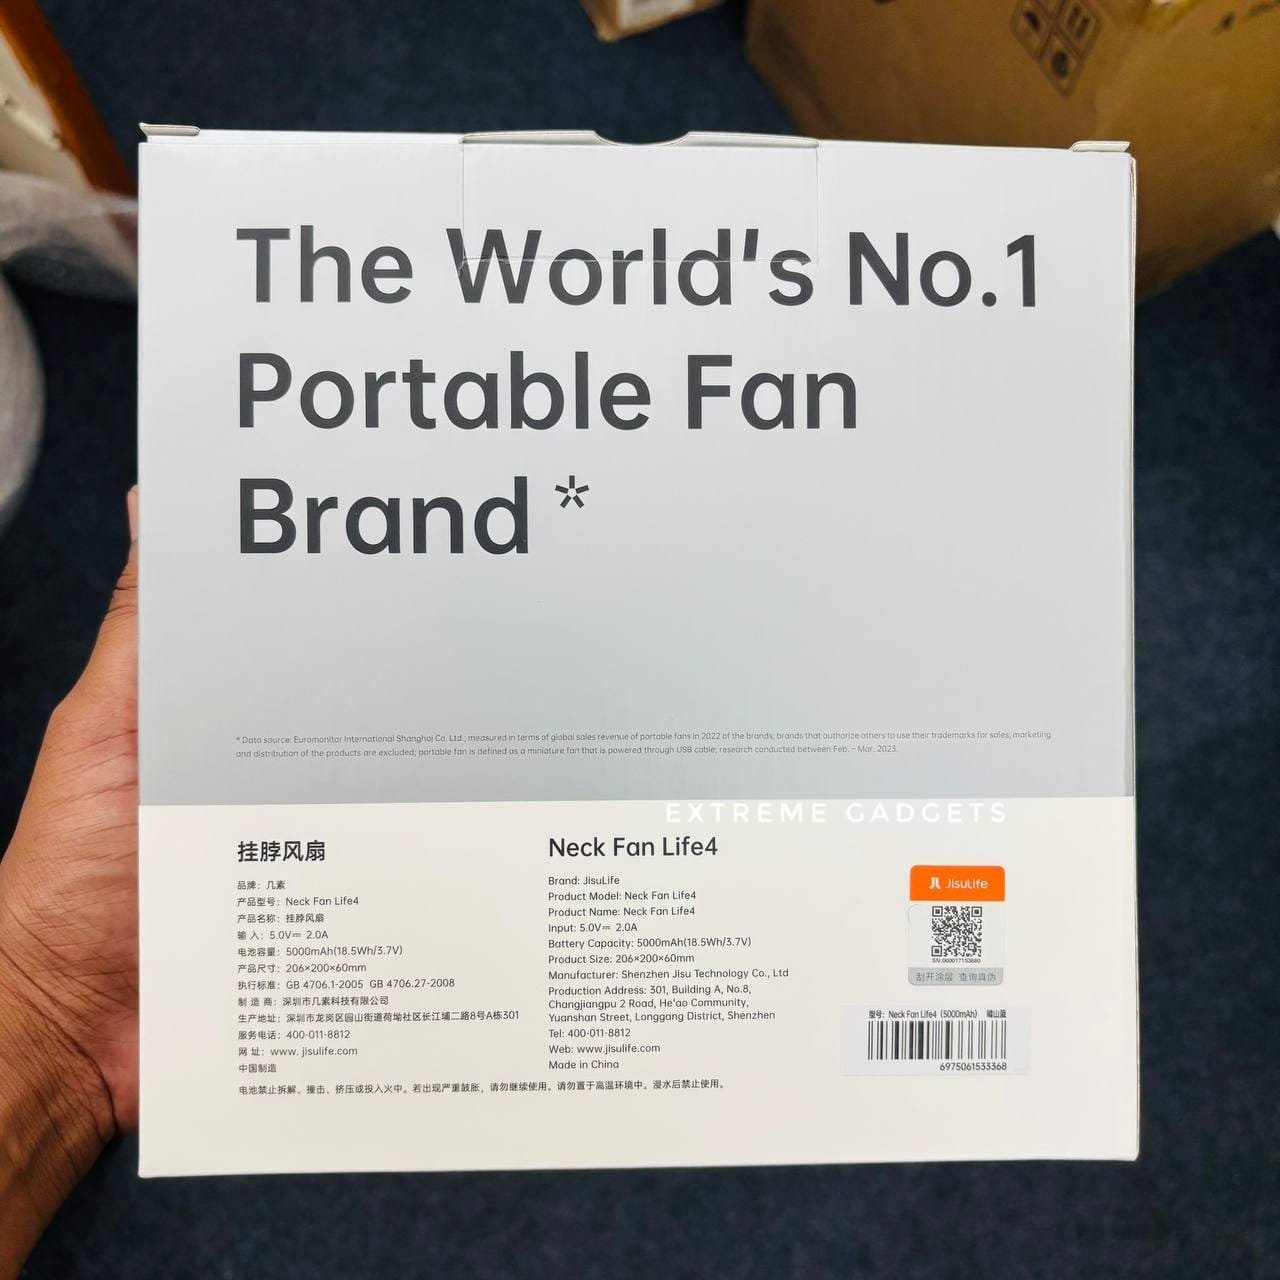 The World's No.1
Portable Fan
Brand *
* Data source: Euromonitor International Shanghai Co. Ltd.; measured in terms of global sales revenue of portable fans in 2022 of the brands; brands that authorize others to use their trademarks for sales, marketing
and distribution of the products are excluded; portable fan is defined as a miniature fan that is powered through USB cable; research conducted between Feb. – Mar. 2023.
EXTREME GADGETS
挂脖风扇
品牌：几素
产品型号：Neck Fan Life4
产品名称：挂脖风扇
输 入：5.0V⎓ 2.0A
电池容量：5000mAh(18.5Wh/3.7V)
产品尺寸：206×200×60mm
执行标准：GB 4706.1-2005 GB 4706.27-2008
制 造 商：深圳市几素科技有限公司
生产地址：深圳市龙岗区园山街道荷坳社区长江埔二路8号A栋301
服务电话：400-011-8812
网 址：www. jisulife.com
中国制造
电池禁止拆解、撞击、挤压或投入火中。若出现严重鼓胀，请勿继续使用。请勿置于高温环境中。浸水后禁止使用。
Neck Fan Life4
Brand: JisuLife
Product Model: Neck Fan Life4
Product Name: Neck Fan Life4
Input: 5.0V⎓ 2.0A
Battery Capacity: 5000mAh(18.5Wh/3.7V)
Product Size: 206×200×60mm
Manufacturer: Shenzhen Jisu Technology Co., Ltd
Production Address: 301, Building A, No.8,
Changjiangpu 2 Road, He'ao Community,
Yuanshan Street, Longgang District, Shenzhen
Tel: 400-011-8812
Web: www.jisulife.com
Made in China
JisuLife
SN:000017153680
刮开涂层 查询真伪
型号：Neck Fan Life4（5000mAh） 晴山蓝
6975061533368